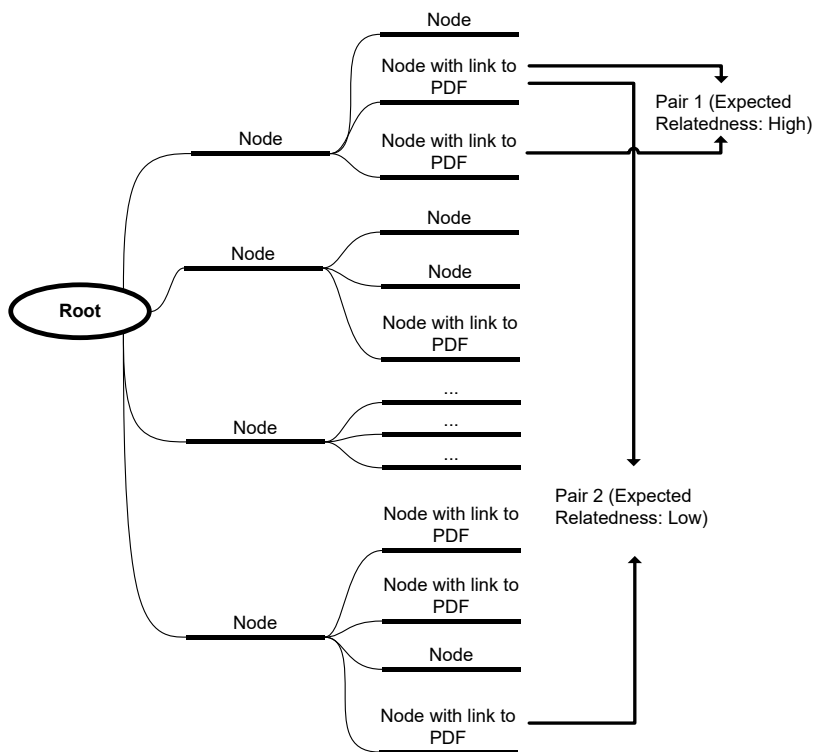 Node
Node with link to
PDF
Pair 1 (Expected
Relatedness: High)
Node
Node with link to
PDF
Node
Node
Node
Root
Node with link to
PDF
...
Node
...
...
Pair 2 (Expected
Relatedness: Low)
Node with link to
PDF
Node with link to
PDF
Node
Node
Node with link to
PDF